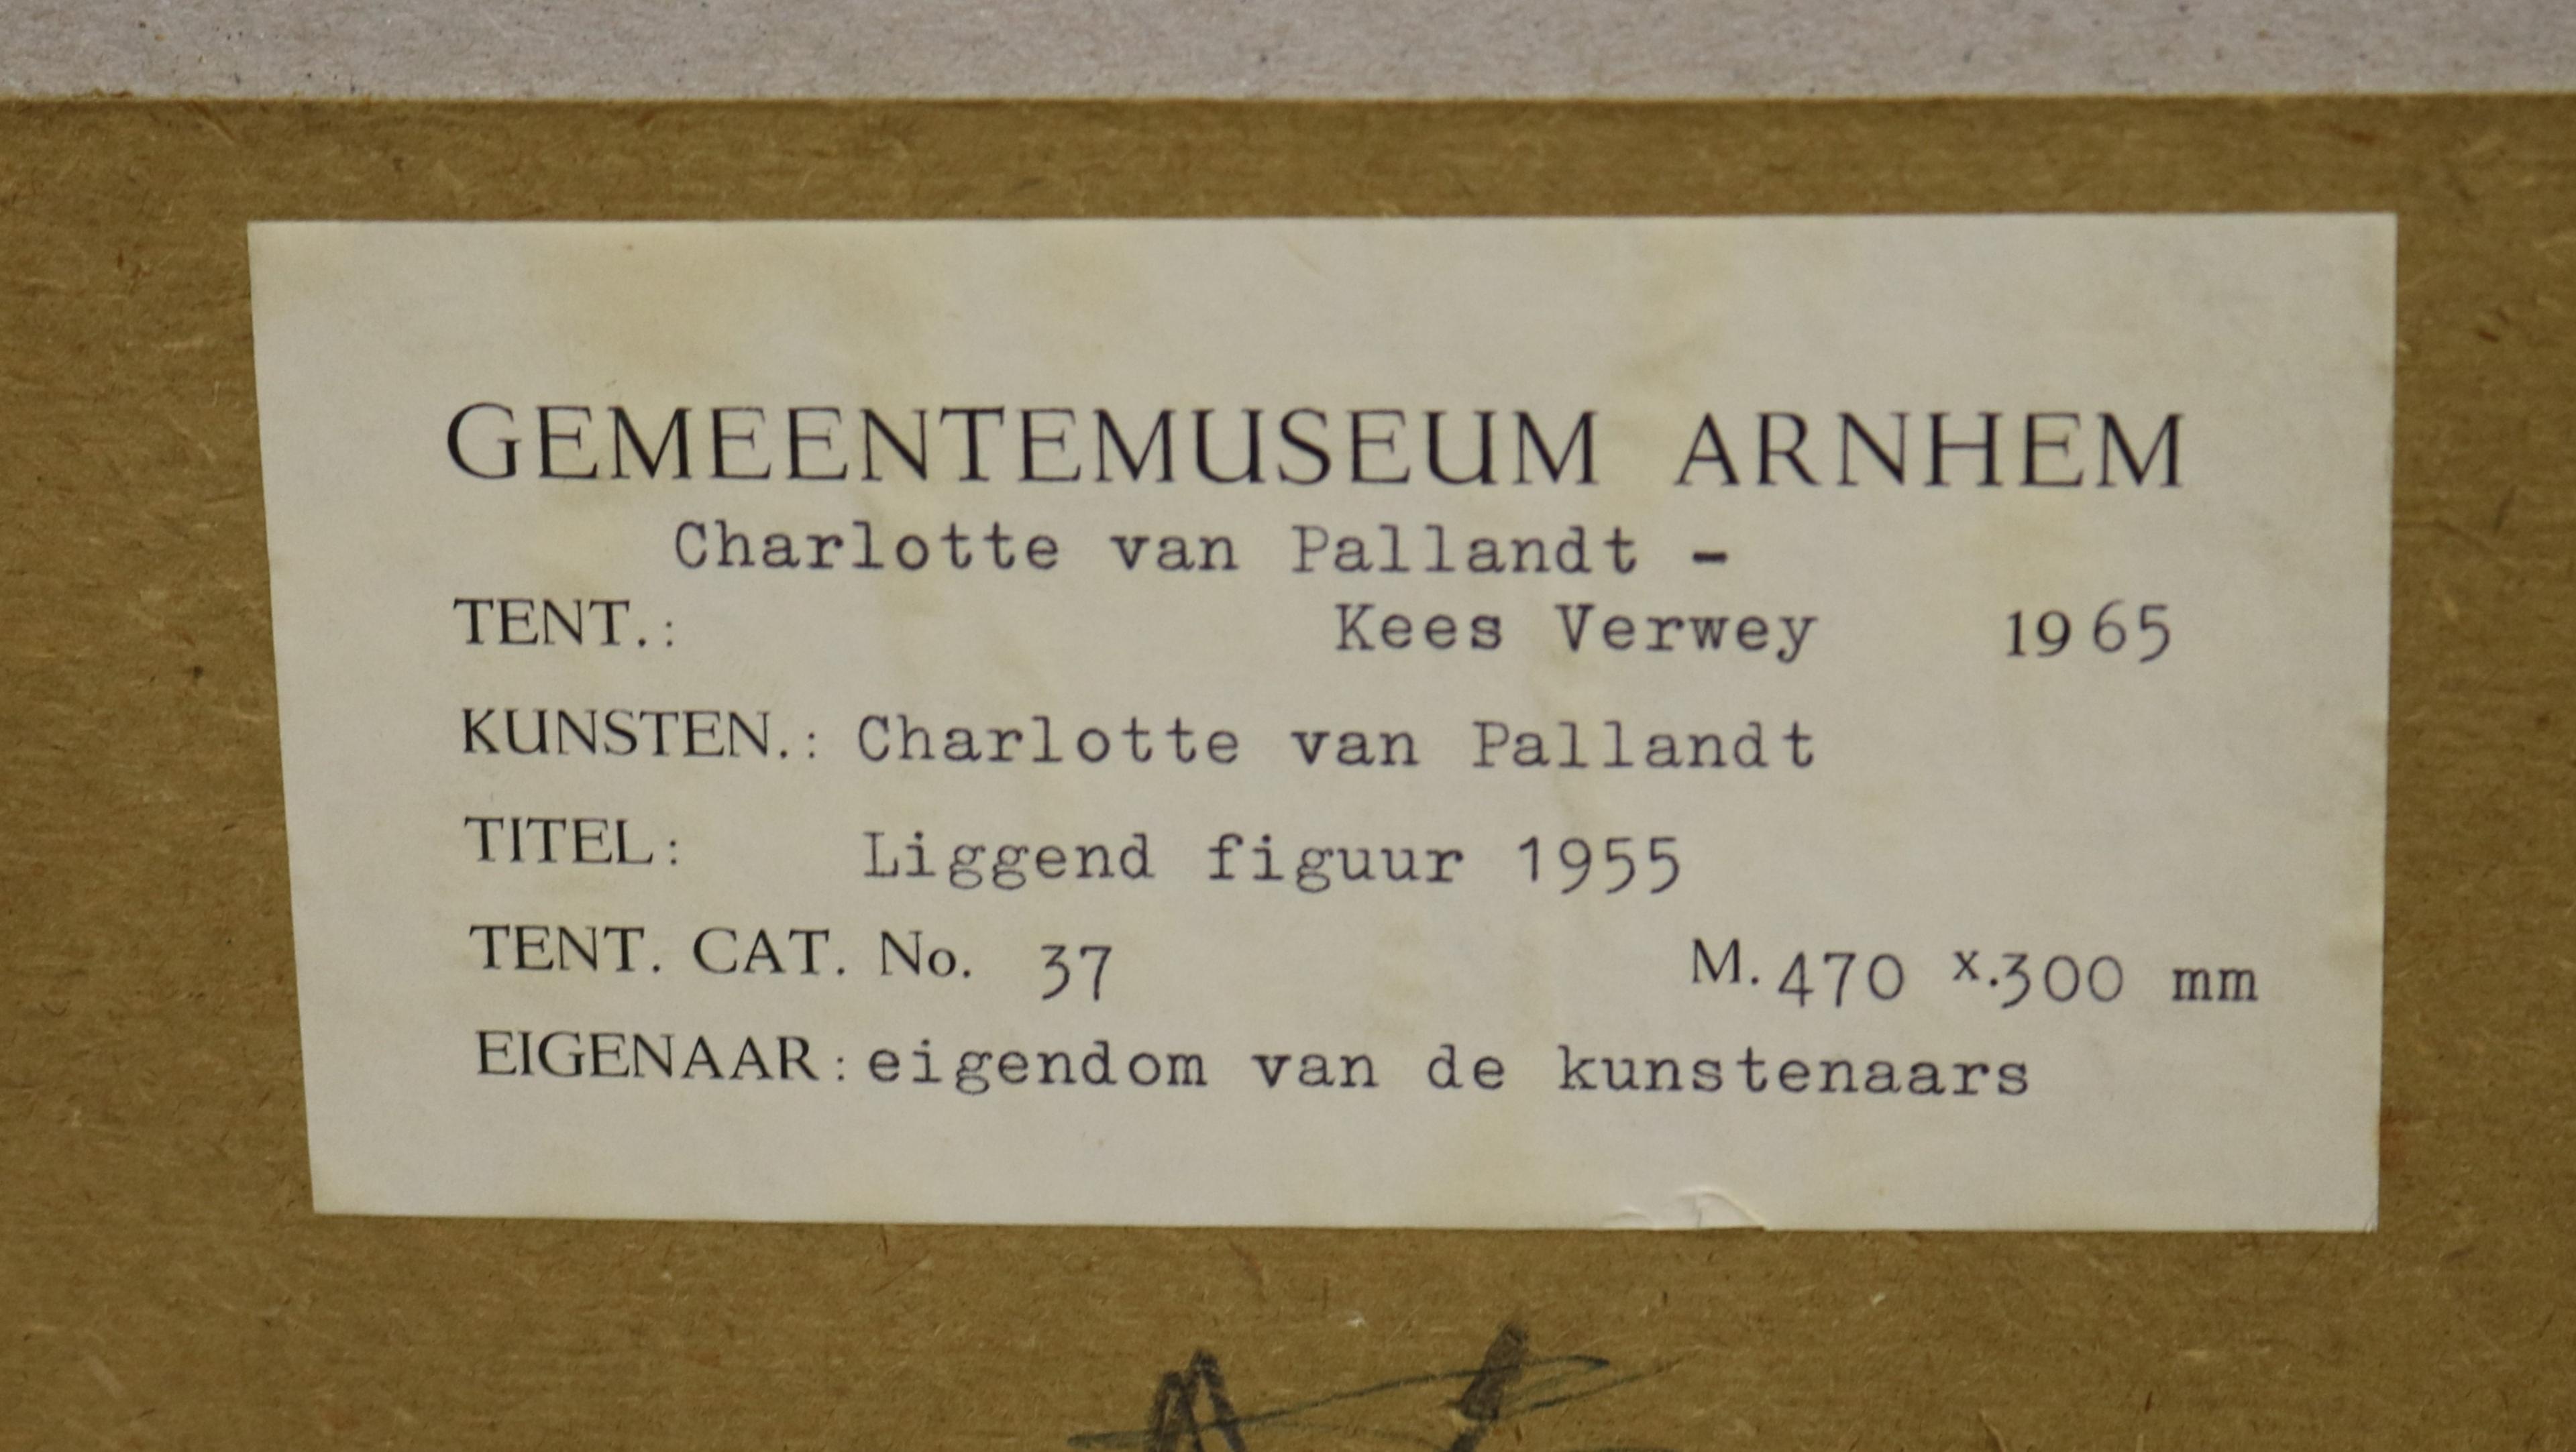 GEMEENTEMUSEUM ARNHEM
Charlotte van Pallandt -
TENT.: Kees Verwey 1965
KUNSTEN.: Charlotte van Pallandt
TITEL: Liggend figuur 1955
TENT. CAT. No. 37 M. 470 x.300 mm
EIGENAAR: eigendom van de kunstenaars